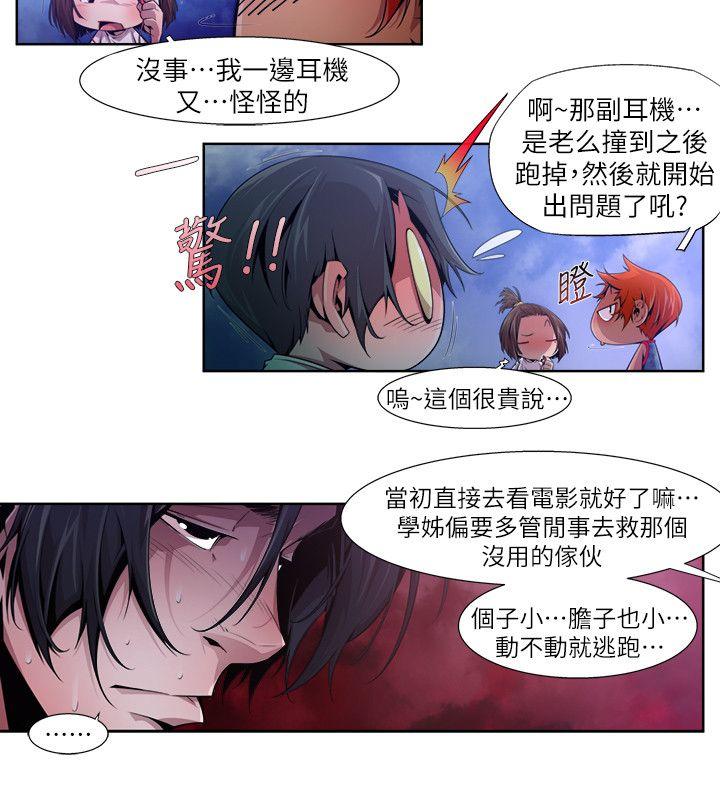 沒事⋯我一邊耳機
又⋯怪怪的
啊~那副耳機⋯
是老么撞到之後
跑掉,然後就開始
出問題了吼?
驚!!
瞪
嗚~這個很貴說⋯
當初直接去看電影就好了嘛⋯
學姊偏要多管閒事去救那個
沒用的傢伙
個子小⋯膽子也小⋯
動不動就逃跑⋯
⋯⋯